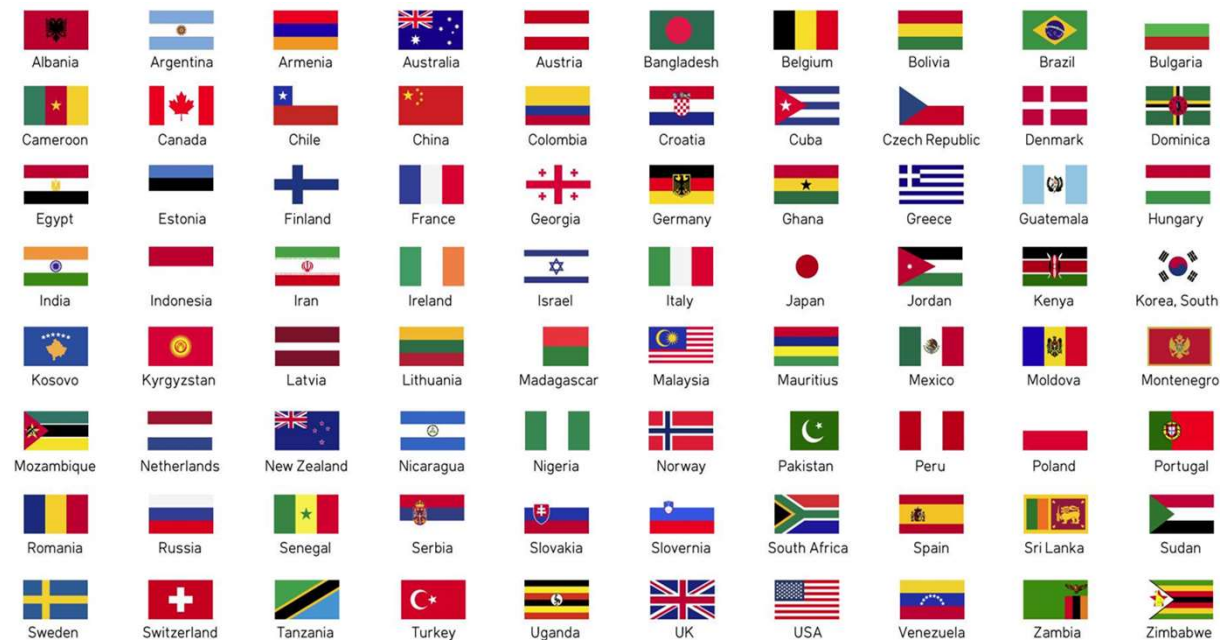 Albania Argentina Armenia Australia Austria Bangladesh Belgium Bolivia Brazil Bulgaria
Cameroon Canada Chile China Colombia Croatia Cuba Czech Republic Denmark Dominica
Egypt Estonia Finland France Georgia Germany Ghana Greece Guatemala Hungary
India Indonesia Iran Ireland Israel Italy Japan Jordan Kenya Korea, South
Kosovo Kyrgyzstan Latvia Lithuania Madagascar Malaysia Mauritius Mexico Moldova Montenegro
Mozambique Netherlands New Zealand Nicaragua Nigeria Norway Pakistan Peru Poland Portugal
Romania Russia Senegal Serbia Slovakia Slovernia South Africa Spain Sri Lanka Sudan
Sweden Switzerland Tanzania Turkey Uganda UK USA Venezuela Zambia Zimbabwe